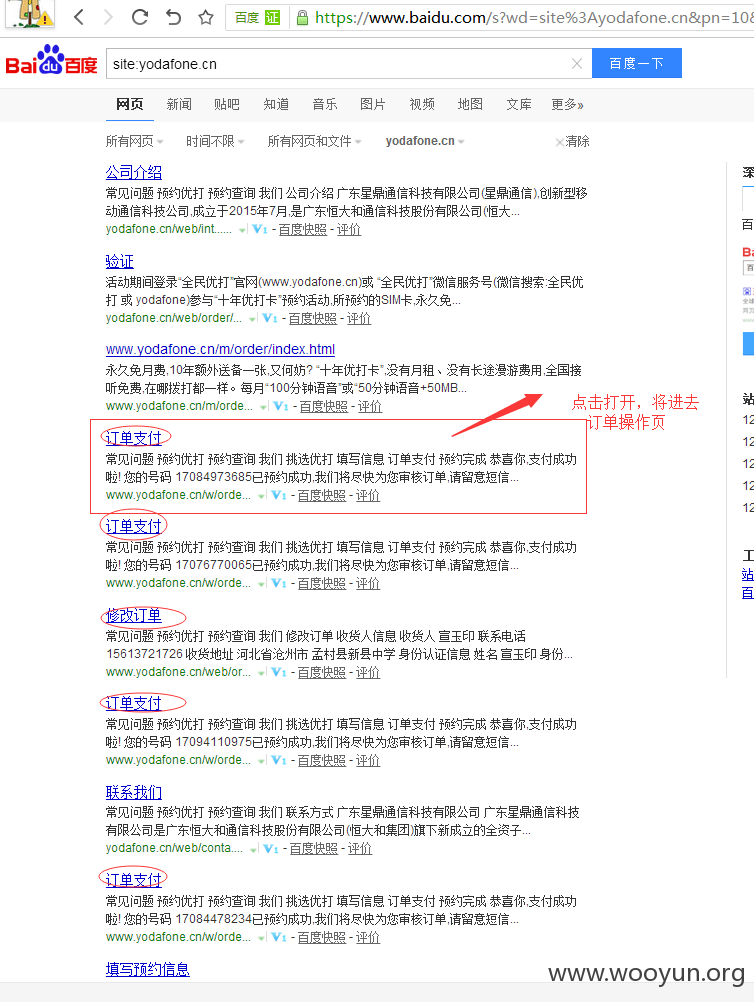 百度 证 https://www.baidu.com/s?wd=site%3Ayodafone.cn&pn=10&
Bai du 百度 site:yodafone.cn 百度一下
网页 新闻 贴吧 知道 音乐 图片 视频 地图 文库 更多»
所有网页 时间不限 所有网页和文件 yodafone.cn 清除
公司介绍
常见问题 预约优打 预约查询 我们 公司介绍 广东星鼎通信科技有限公司(星鼎通信),创新型移
动通信科技公司,成立于2015年7月,是广东恒大和通信科技股份有限公司(恒大...
yodafone.cn/web/int...... V1 - 百度快照 - 评价
验证
活动期间登录“全民优打”官网(www.yodafone.cn)或 “全民优打”微信服务号(微信搜索:全民优
打 或 yodafone)参与“十年优打卡”预约活动,所预约的SIM卡,永久免...
yodafone.cn/web/order/... V1 - 百度快照 - 评价
www.yodafone.cn/m/order/index.html
永久免月费,10年额外送备一张,又何妨? “十年优打卡”,没有月租、没有长途漫游费用,全国接
听免费,在哪拨打都一样。每月“100分钟语音”或“50分钟语音+50MB...
www.yodafone.cn/m/orde... V1 - 百度快照 - 评价
点击打开，将进去
订单操作页
订单支付
常见问题 预约优打 预约查询 我们 挑选优打 填写信息 订单支付 预约完成 恭喜你,支付成功
啦! 您的号码 17084973685已预约成功,我们将尽快为您审核订单,请留意短信...
www.yodafone.cn/w/orde... V1 - 百度快照 - 评价
订单支付
常见问题 预约优打 预约查询 我们 挑选优打 填写信息 订单支付 预约完成 恭喜你,支付成功
啦! 您的号码 17076770065已预约成功,我们将尽快为您审核订单,请留意短信...
www.yodafone.cn/w/orde... V1 - 百度快照 - 评价
修改订单
常见问题 预约优打 预约查询 我们 修改订单 收货人信息 收货人 宣玉印 联系电话
15613721726 收货地址 河北省沧州市 孟村县新县中学 身份认证信息 姓名 宣玉印 身份...
www.yodafone.cn/web/or... V1 - 百度快照 - 评价
订单支付
常见问题 预约优打 预约查询 我们 挑选优打 填写信息 订单支付 预约完成 恭喜你,支付成功
啦! 您的号码 17094110975已预约成功,我们将尽快为您审核订单,请留意短信...
www.yodafone.cn/w/orde... V1 - 百度快照 - 评价
联系我们
常见问题 预约优打 预约查询 我们 联系方式 广东星鼎通信科技有限公司 广东星鼎通信科技
有限公司是广东恒大和通信科技股份有限公司(恒大和集团)旗下新成立的全资子...
yodafone.cn/web/conta.... V1 - 百度快照 - 评价
订单支付
常见问题 预约优打 预约查询 我们 挑选优打 填写信息 订单支付 预约完成 恭喜你,支付成功
啦! 您的号码 17084478234已预约成功,我们将尽快为您审核订单,请留意短信...
www.yodafone.cn/w/orde... V1 - 百度快照 - 评价
填写预约信息
www.wooyun.org